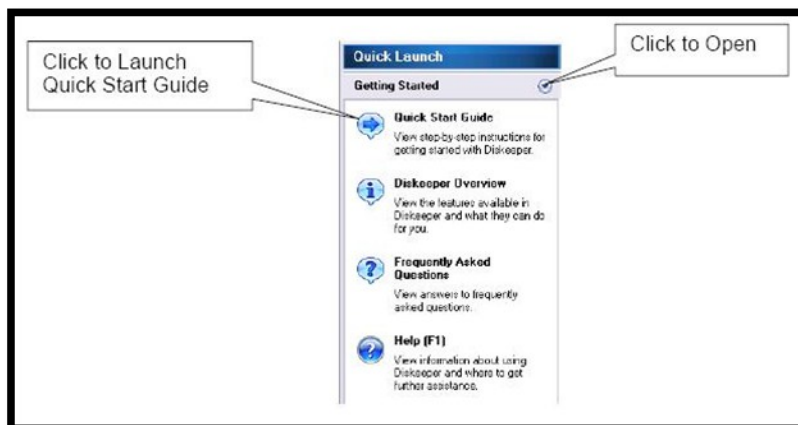 Click to Launch
Quick Start Guide
Click to Open
Quick Launch
Getting Started
Quick Start Guide
View step-by-step instructions for
getting started with Diskeeper.
Diskeeper Overview
View the features available in
Diskeeper and what they can do
for you.
Frequently Asked
Questions
View answers to frequently
asked questions.
Help (F1)
View information about using
Diskeeper and where to get
further assistance.